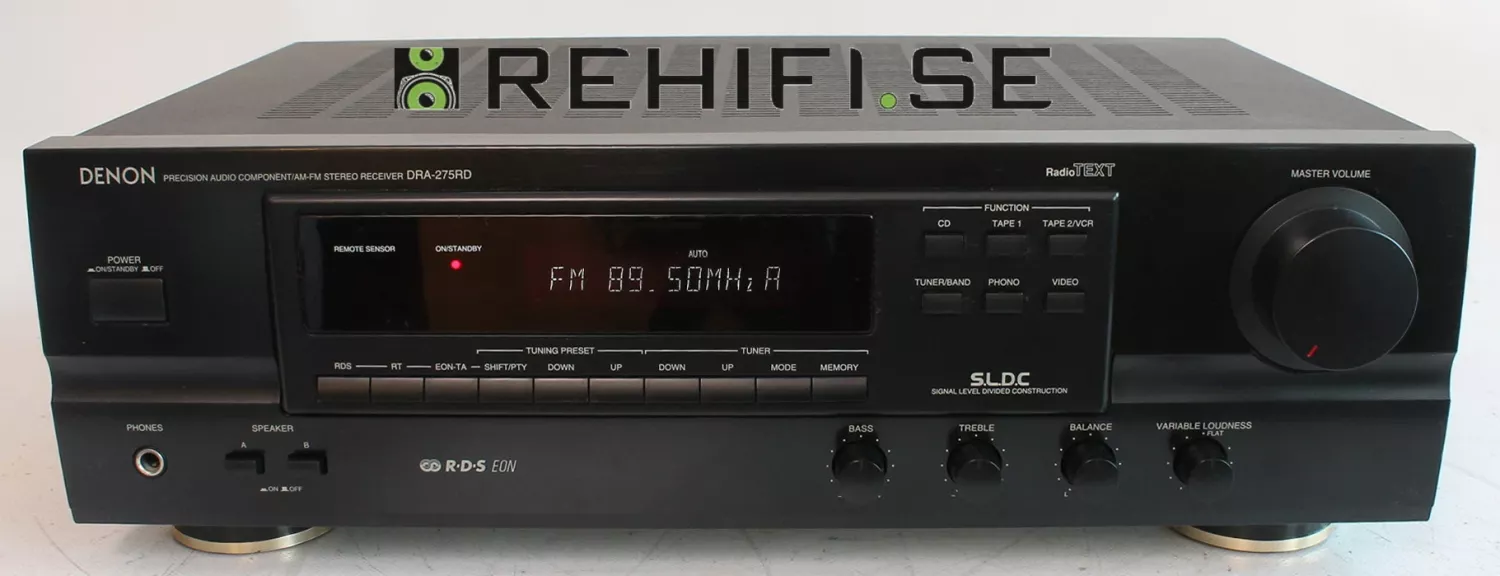 REHIFI.SE
DENON PRECISION AUDIO COMPONENT/AM-FM STEREO RECEIVER DRA-275RD
RadioTEXT
MASTER VOLUME
POWER
ON/STANDBY OFF
REMOTE SENSOR
ON/STANDBY
AUTO
FM 89.50MHz A
FUNCTION
CD TAPE 1 TAPE 2/VCR
TUNER/BAND PHONO VIDEO
TUNING PRESET TUNER
RDS RT EON-TA SHIFT/PTY DOWN UP DOWN UP MODE MEMORY
S.L.D.C
SIGNAL LEVEL DIVIDED CONSTRUCTION
PHONES
SPEAKER
A B
ON OFF
R·D·S EON
BASS TREBLE BALANCE VARIABLE LOUDNESS
FLAT
L